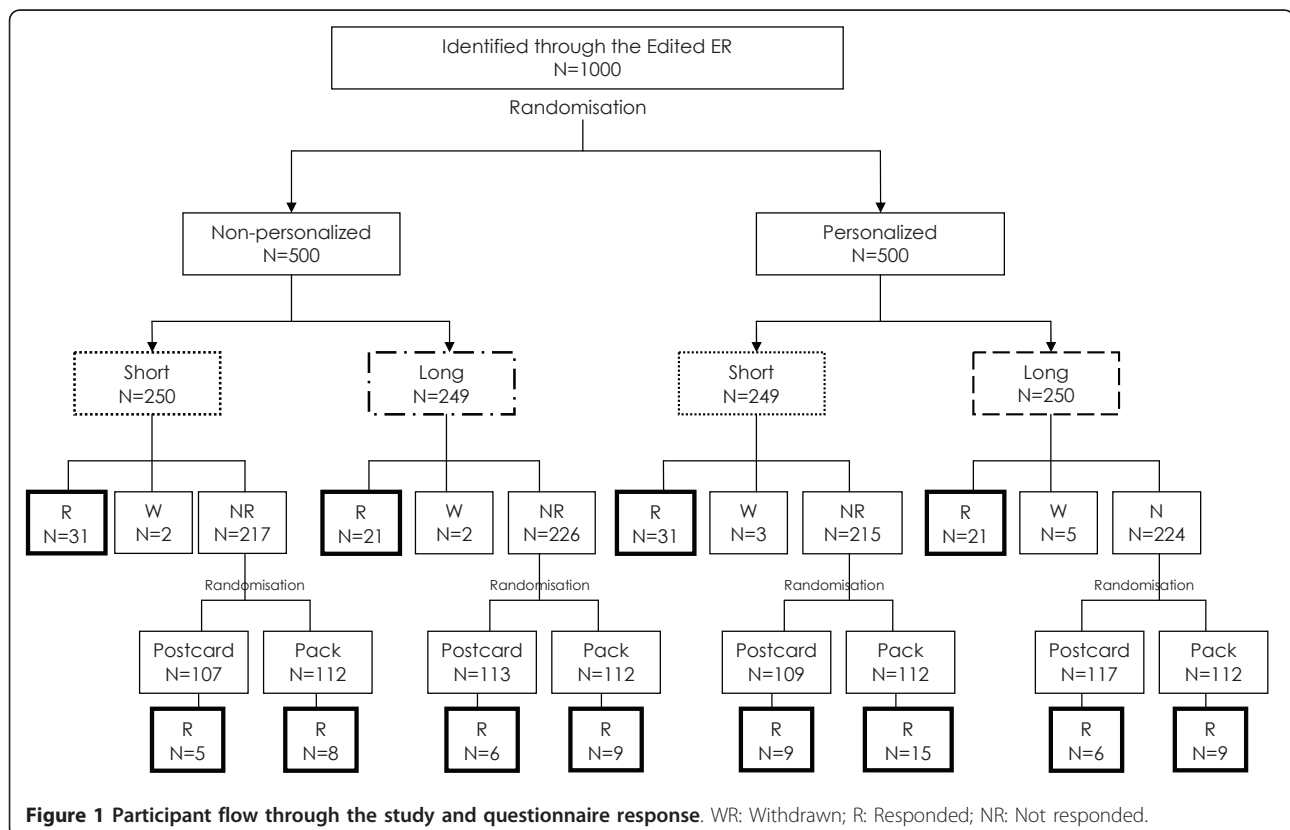 Identified through the Edited ER
N=1000
Randomisation
Non-personalized
N=500
Personalized
N=500
Short
N=250
Long
N=249
Short
N=249
Long
N=250
R
N=31
W
N=2
NR
N=217
R
N=21
W
N=2
NR
N=226
R
N=31
W
N=3
NR
N=215
R
N=21
W
N=5
N
N=224
Randomisation
Randomisation
Randomisation
Randomisation
Postcard
N=107
Pack
N=112
Postcard
N=113
Pack
N=112
Postcard
N=109
Pack
N=112
Postcard
N=117
Pack
N=112
R
N=5
R
N=8
R
N=6
R
N=9
R
N=9
R
N=15
R
N=6
R
N=9
Figure 1 Participant flow through the study and questionnaire response. WR: Withdrawn; R: Responded; NR: Not responded.